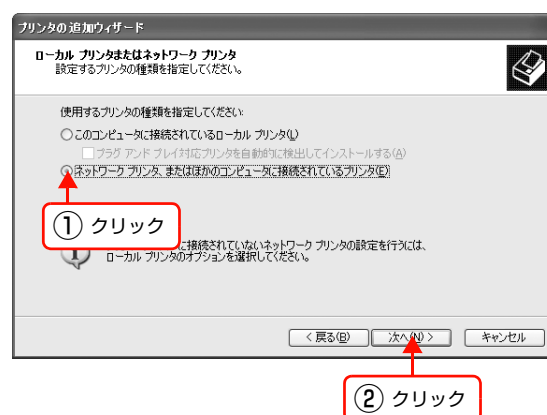 プリンタの追加ウィザード
ローカル プリンタまたはネットワーク プリンタ
設定するプリンタの種類を指定してください。
使用するプリンタの種類を指定してください:
このコンピュータに接続されているローカル プリンタ(L)
プラグ アンド プレイ対応プリンタを自動的に検出してインストールする(A)
ネットワーク プリンタ、またはほかのコンピュータに接続されているプリンタ(E)
① クリック
に接続されていないネットワーク プリンタの設定を行うには、
ローカル プリンタのオプションを選択してください。
< 戻る(B) 次へ(N) > キャンセル
② クリック